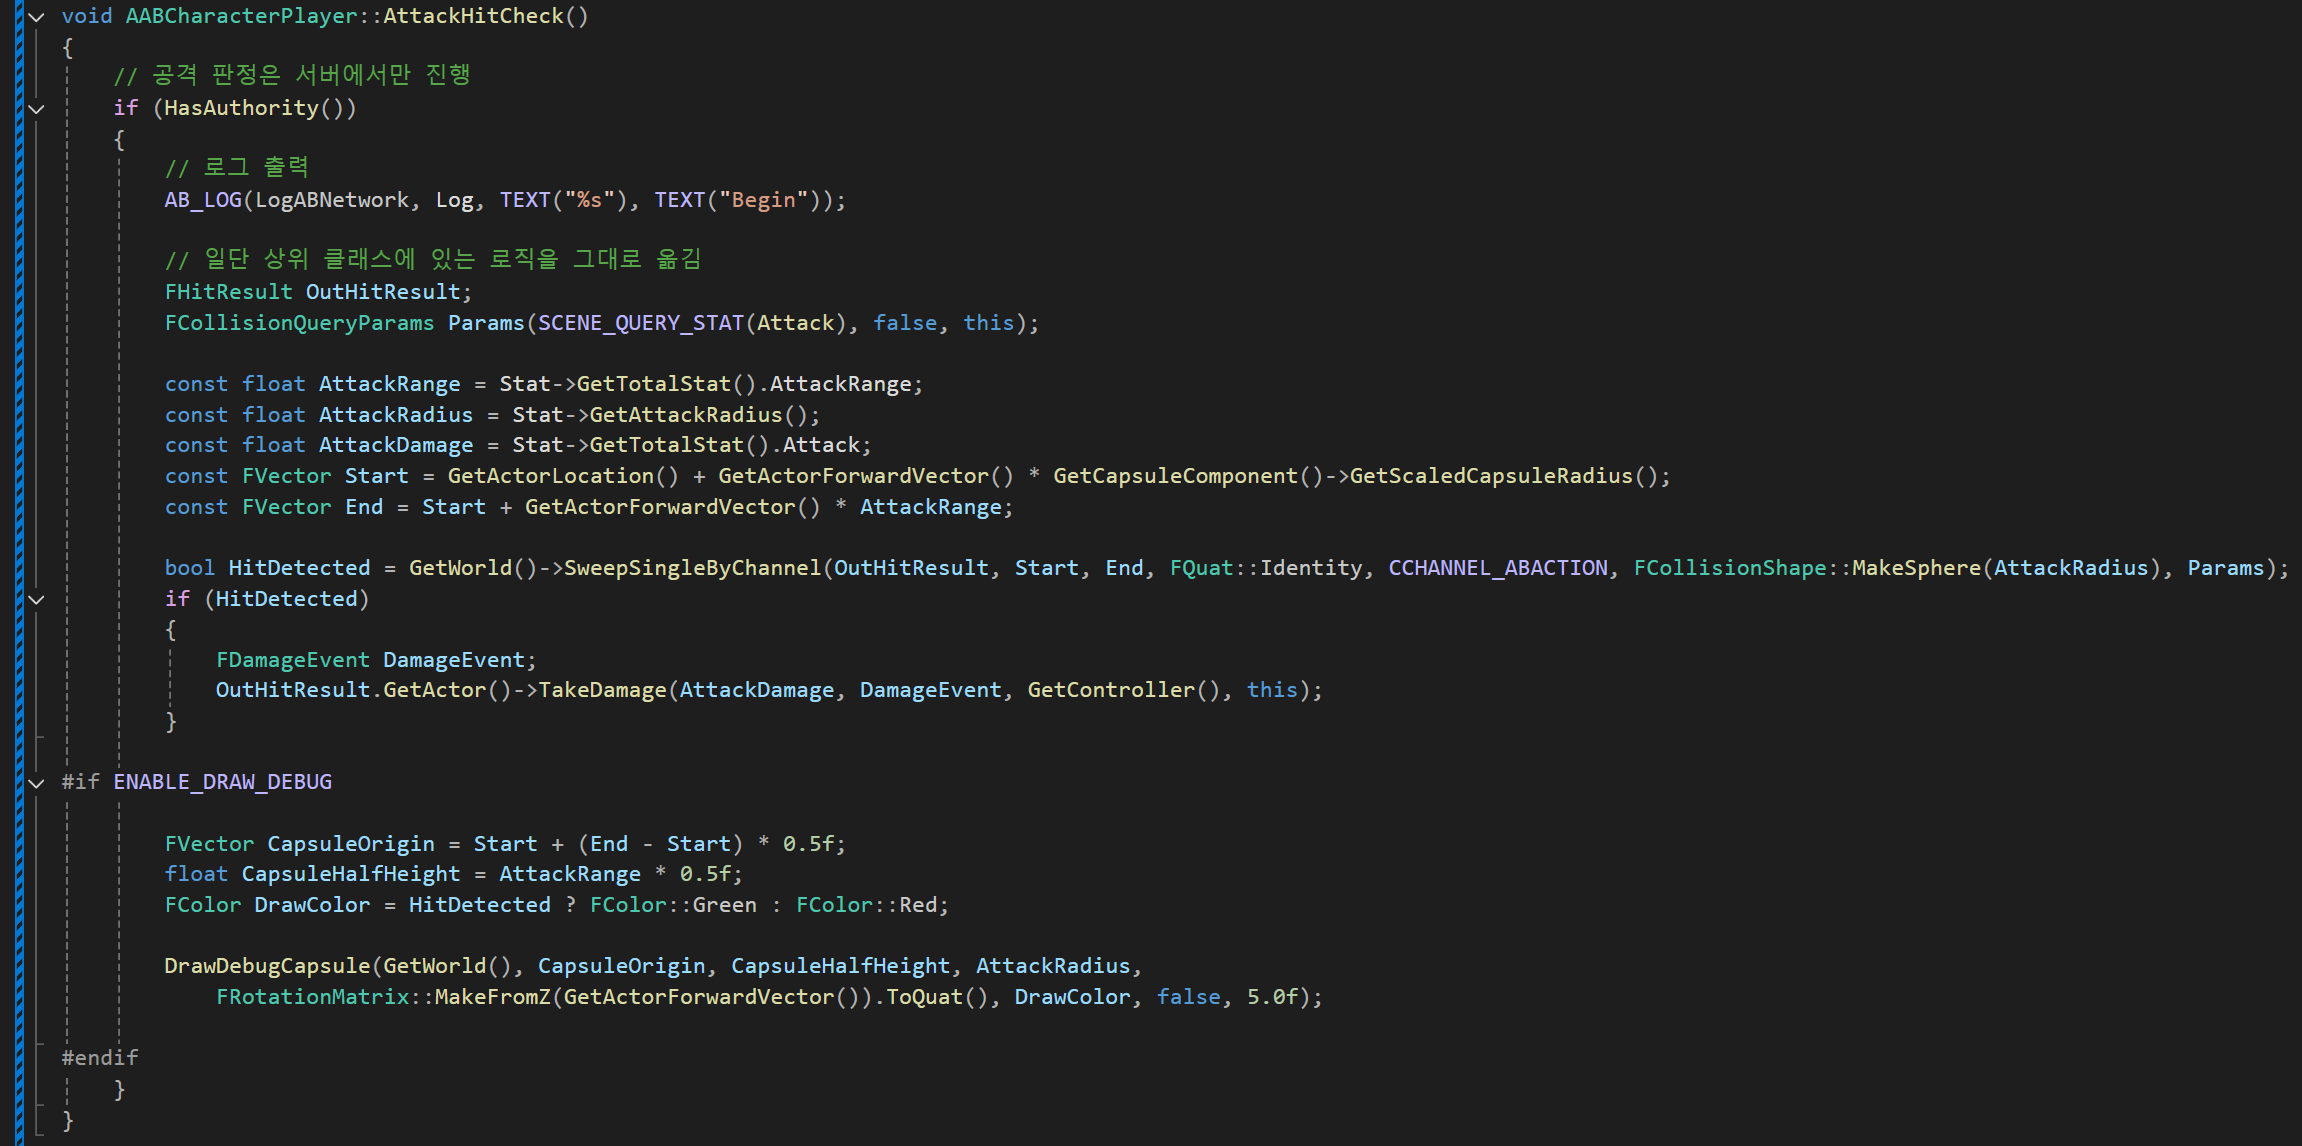 void AABCharacterPlayer::AttackHitCheck()
{
    // 공격 판정은 서버에서만 진행
    if (HasAuthority())
    {
        // 로그 출력
        AB_LOG(LogABNetwork, Log, TEXT("%s"), TEXT("Begin"));

        // 일단 상위 클래스에 있는 로직을 그대로 옮김
        FHitResult OutHitResult;
        FCollisionQueryParams Params(SCENE_QUERY_STAT(Attack), false, this);

        const float AttackRange = Stat->GetTotalStat().AttackRange;
        const float AttackRadius = Stat->GetAttackRadius();
        const float AttackDamage = Stat->GetTotalStat().Attack;
        const FVector Start = GetActorLocation() + GetActorForwardVector() * GetCapsuleComponent()->GetScaledCapsuleRadius();
        const FVector End = Start + GetActorForwardVector() * AttackRange;

        bool HitDetected = GetWorld()->SweepSingleByChannel(OutHitResult, Start, End, FQuat::Identity, CCHANNEL_ABACTION, FCollisionShape::MakeSphere(AttackRadius), Params);
        if (HitDetected)
        {
            FDamageEvent DamageEvent;
            OutHitResult.GetActor()->TakeDamage(AttackDamage, DamageEvent, GetController(), this);
        }

#if ENABLE_DRAW_DEBUG

        FVector CapsuleOrigin = Start + (End - Start) * 0.5f;
        float CapsuleHalfHeight = AttackRange * 0.5f;
        FColor DrawColor = HitDetected ? FColor::Green : FColor::Red;

        DrawDebugCapsule(GetWorld(), CapsuleOrigin, CapsuleHalfHeight, AttackRadius,
            FRotationMatrix::MakeFromZ(GetActorForwardVector()).ToQuat(), DrawColor, false, 5.0f);

#endif
    }
}